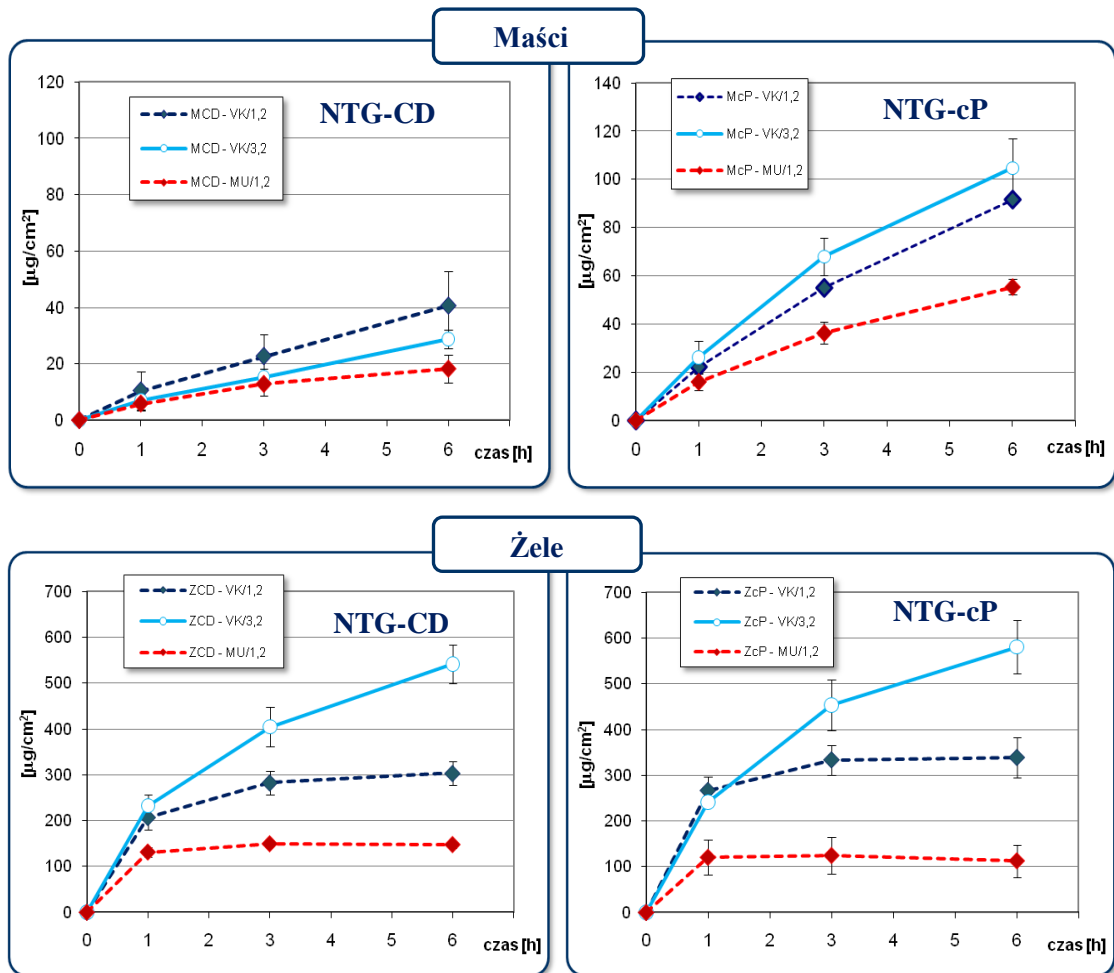 Maści
NTG-CD
MCD - VK/1,2
MCD - VK/3,2
MCD - MU/1,2
[µg/cm²]
120
100
80
60
40
20
0
0 1 2 3 4 5 6
czas [h]
NTG-cP
McP - VK/1,2
McP - VK/3,2
McP - MU/1,2
[µg/cm²]
140
120
100
80
60
40
20
0
0 1 2 3 4 5 6
czas [h]
Żele
NTG-CD
ZCD - VK/1,2
ZCD - VK/3,2
ZCD - MU/1,2
[µg/cm²]
700
600
500
400
300
200
100
0
0 1 2 3 4 5 6
czas [h]
NTG-cP
ZcP - VK/1,2
ZcP - VK/3,2
ZcP - MU/1,2
[µg/cm²]
700
600
500
400
300
200
100
0
0 1 2 3 4 5 6
czas [h]